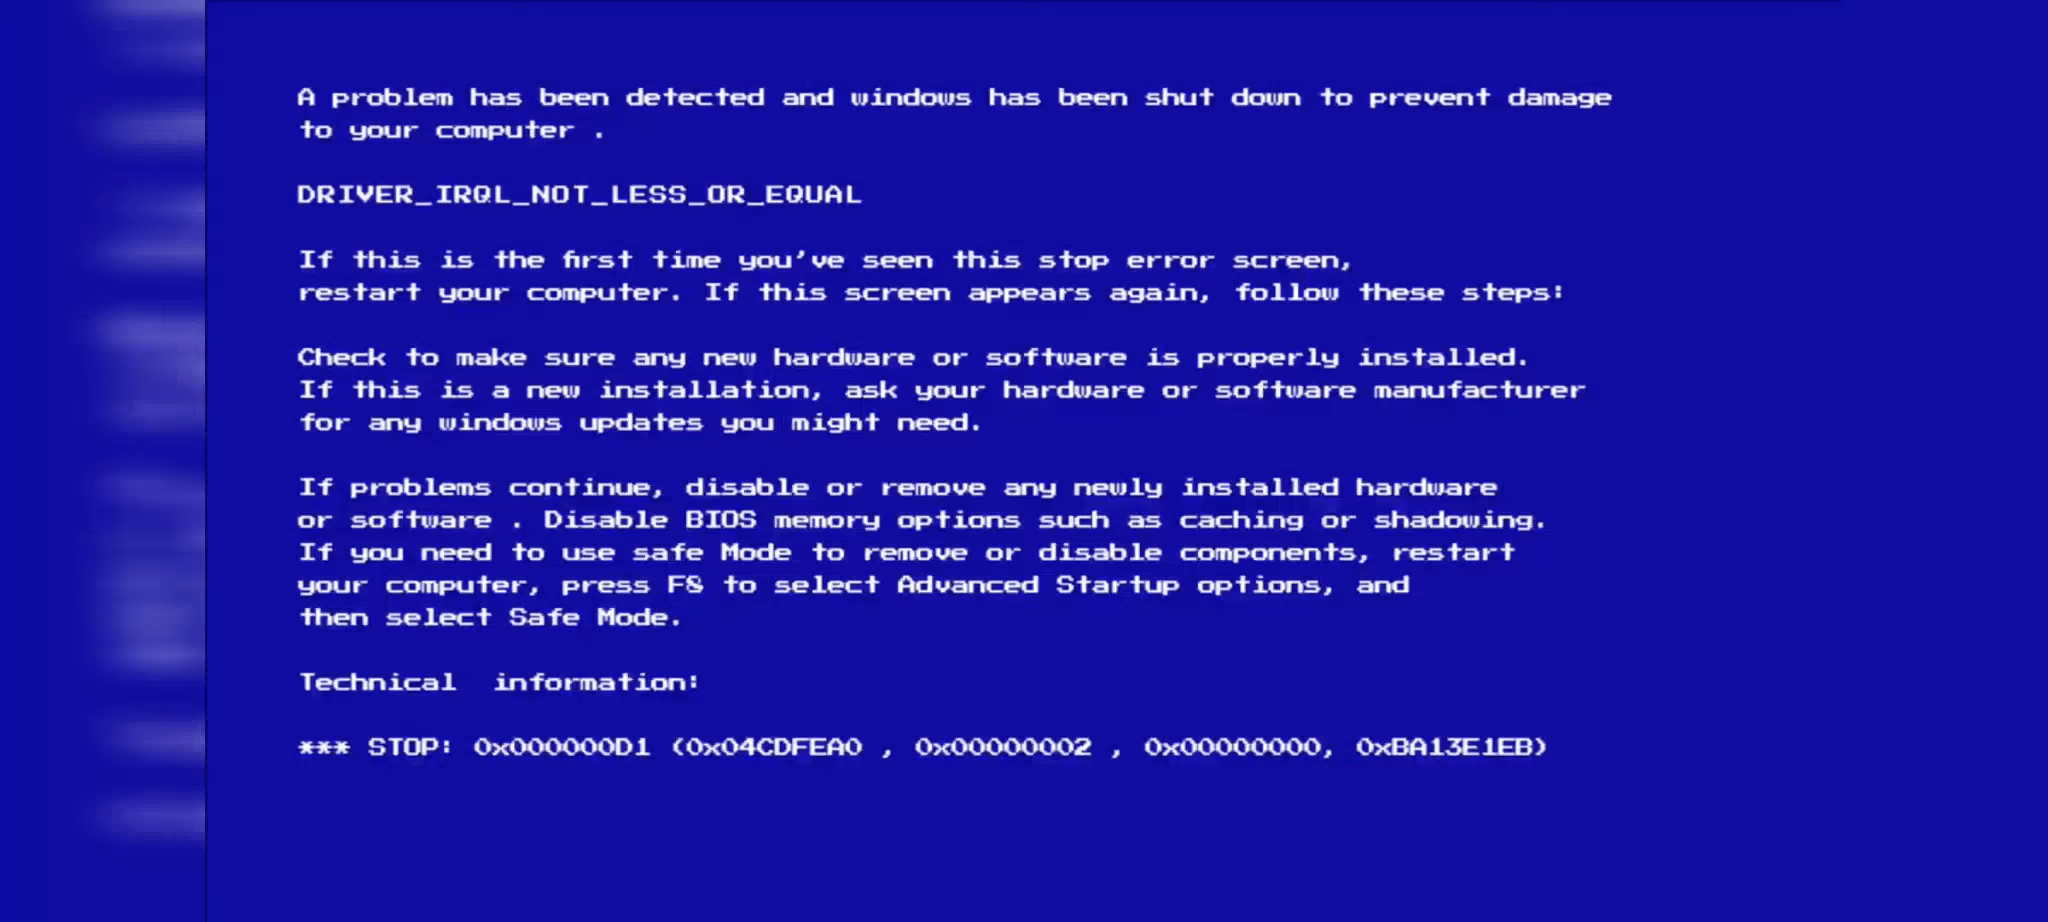 A problem has been detected and windows has been shut down to prevent damage
to your computer .
DRIVER_IRQL_NOT_LESS_OR_EQUAL
If this is the first time you've seen this stop error screen,
restart your computer. If this screen appears again, follow these steps:
Check to make sure any new hardware or software is properly installed.
If this is a new installation, ask your hardware or software manufacturer
for any windows updates you might need.
If problems continue, disable or remove any newly installed hardware
or software . Disable BIOS memory options such as caching or shadowing.
If you need to use safe Mode to remove or disable components, restart
your computer, press F8 to select Advanced Startup options, and
then select Safe Mode.
Technical  information:
*** STOP: 0x000000D1 (0x04CDFEA0 , 0x00000002 , 0x00000000, 0xBA13E1EB)